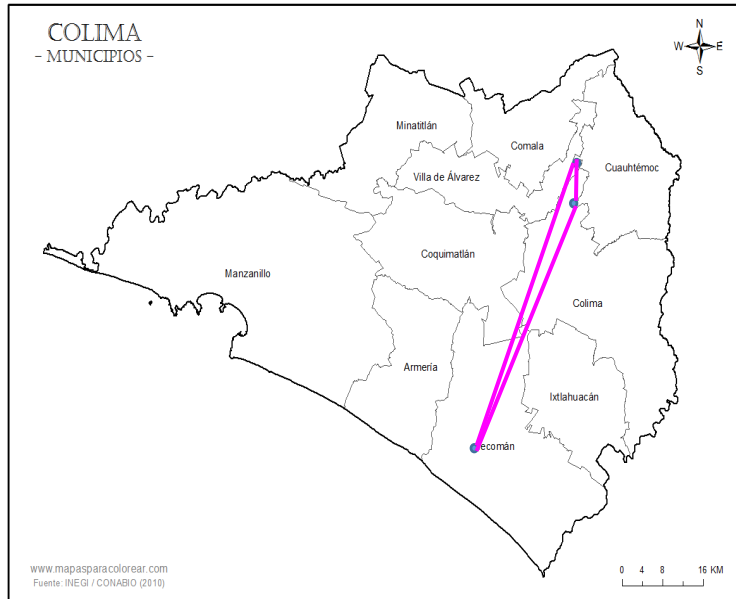 COLIMA
- MUNICIPIOS -
N
W E
S
Minatitlán
Comala
Cuauhtémoc
Villa de Álvarez
Coquimatlán
Manzanillo
Colima
Armería
Ixtlahuacán
ecomán
www.mapasparacolorear.com
Fuente: INEGI / CONABIO (2010)
0 4 8 16 KM